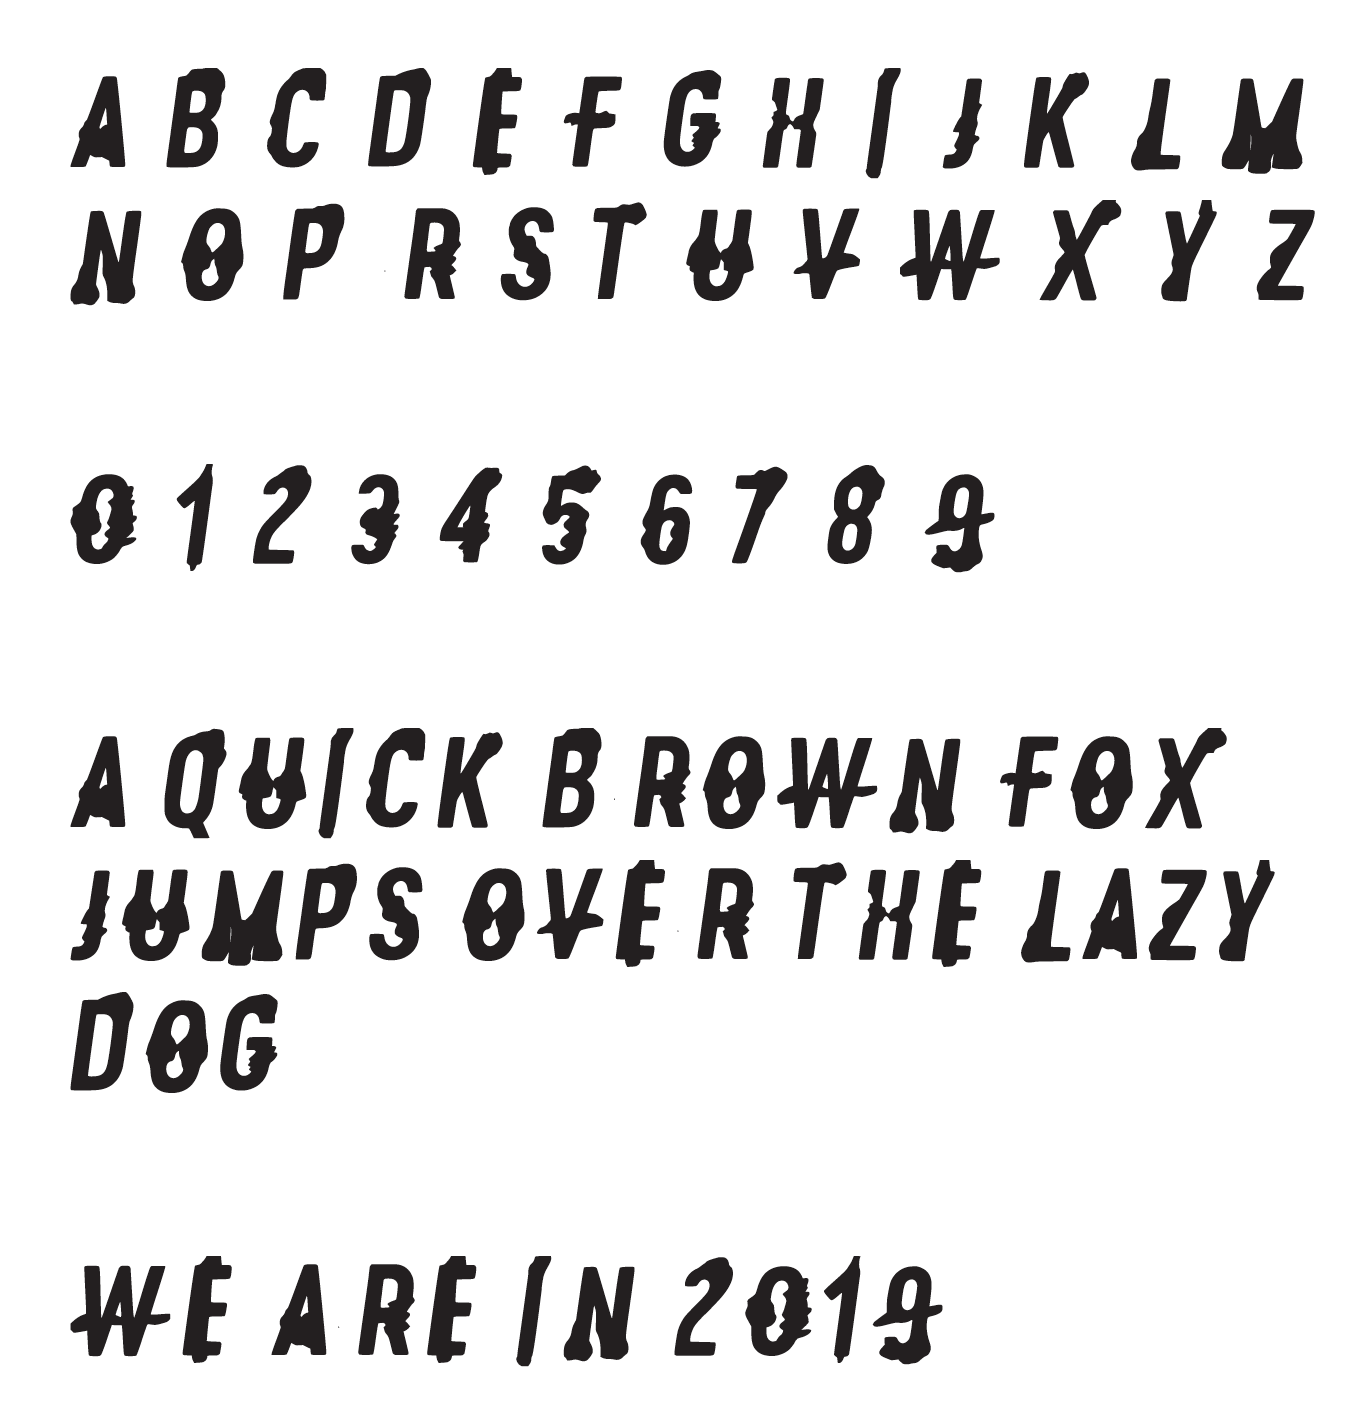 A B C D E F G H I J K L M
N O P R S T U V W X Y Z
0 1 2 3 4 5 6 7 8 9
A QUICK BROWN FOX
JUMPS OVER THE LAZY
DOG
WE ARE IN 2019